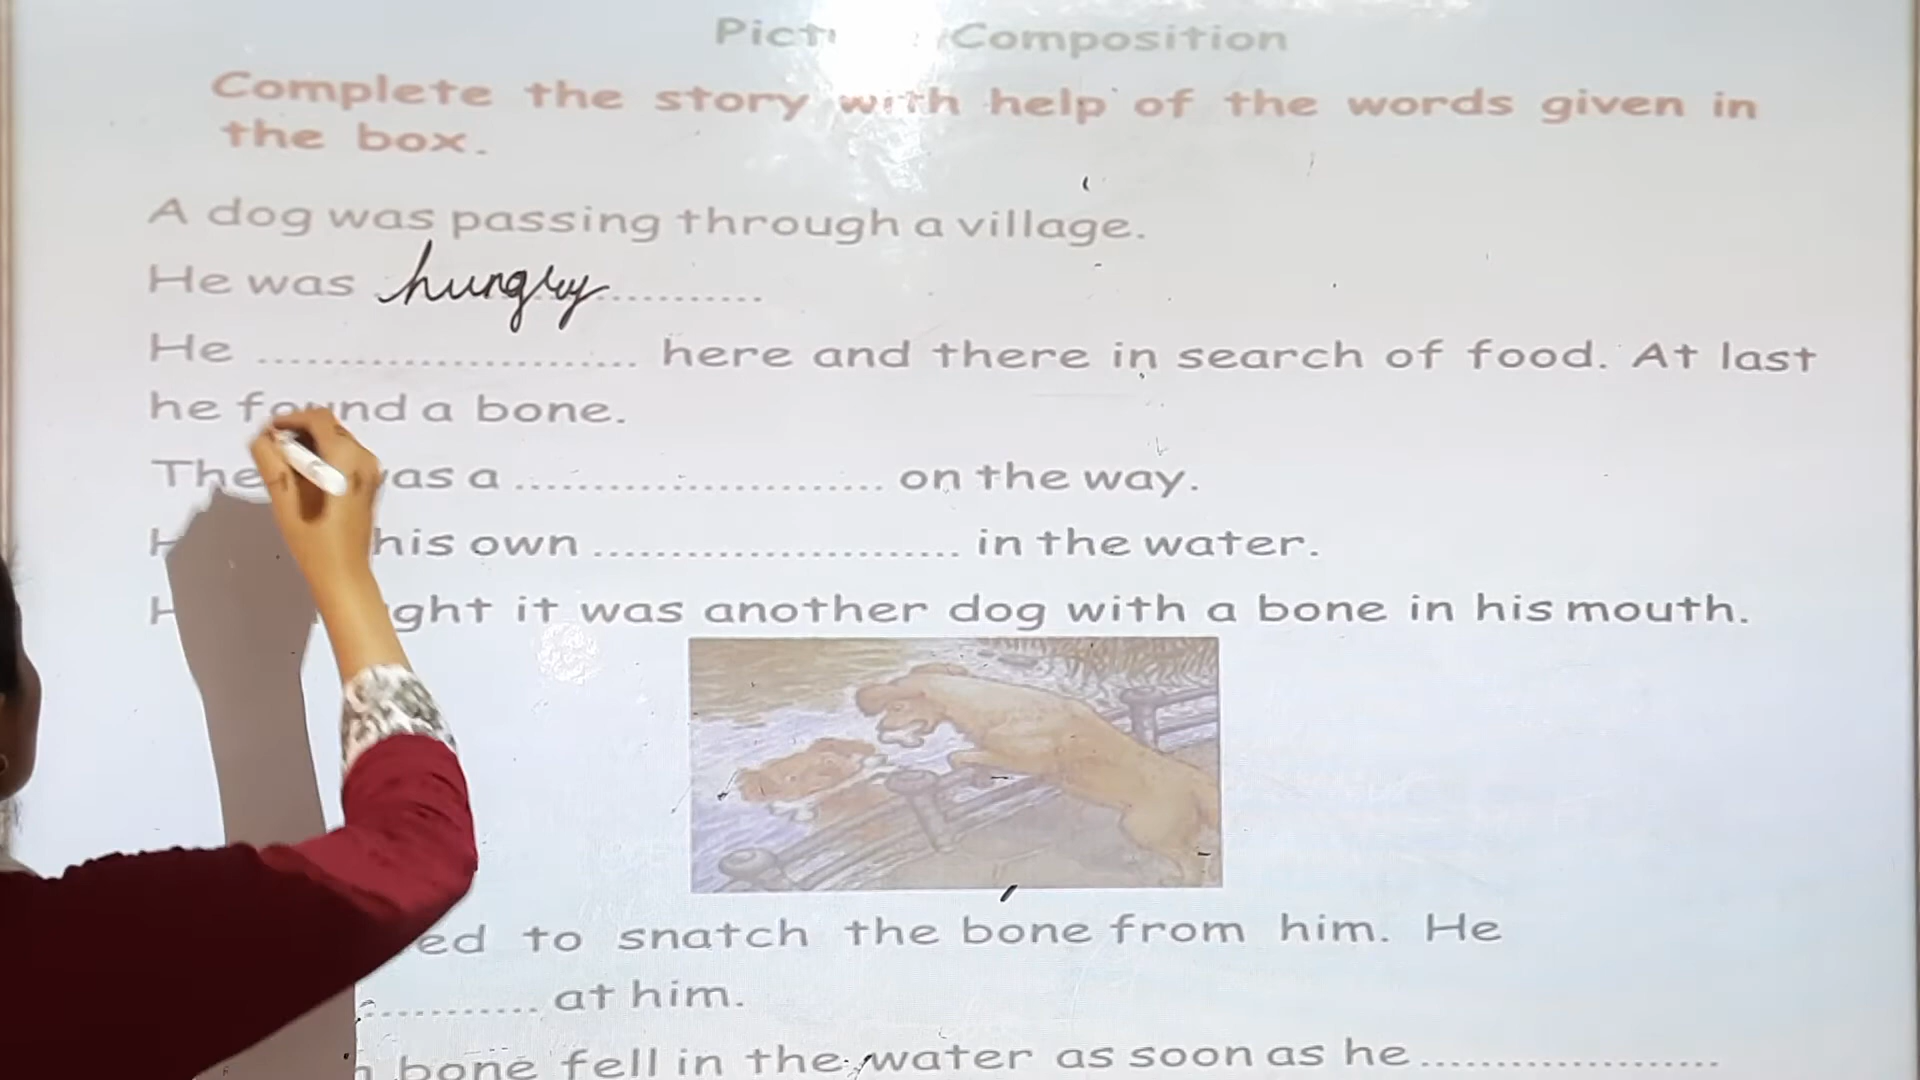 Composition
Complete the story with help of the words given in
the box.
A dog was passing through a village.
He was hungry..........
He ........................ here and there in search of food. At last
he found a bone.
was a ........................ on the way.
his own ........................ in the water.
it was another dog with a bone in his mouth.
to snatch the bone from him. He
............ at him.
bone fell in the water as soon as he....................